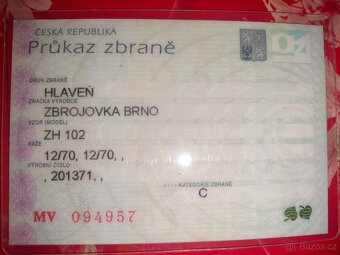 ČESKÁ REPUBLIKA
Průkaz zbraně
DRUH ZBRANĚ
HLAVEŇ
ZNAČKA VÝROBCE
ZBROJOVKA BRNO
VZOR (MODEL)
ZH 102
RÁŽE
12/70, 12/70, ,
VÝROBNÍ ČÍSLO
, 201371, ,
KATEGORIE ZBRANĚ
C
MV 094957
Bazos.cz